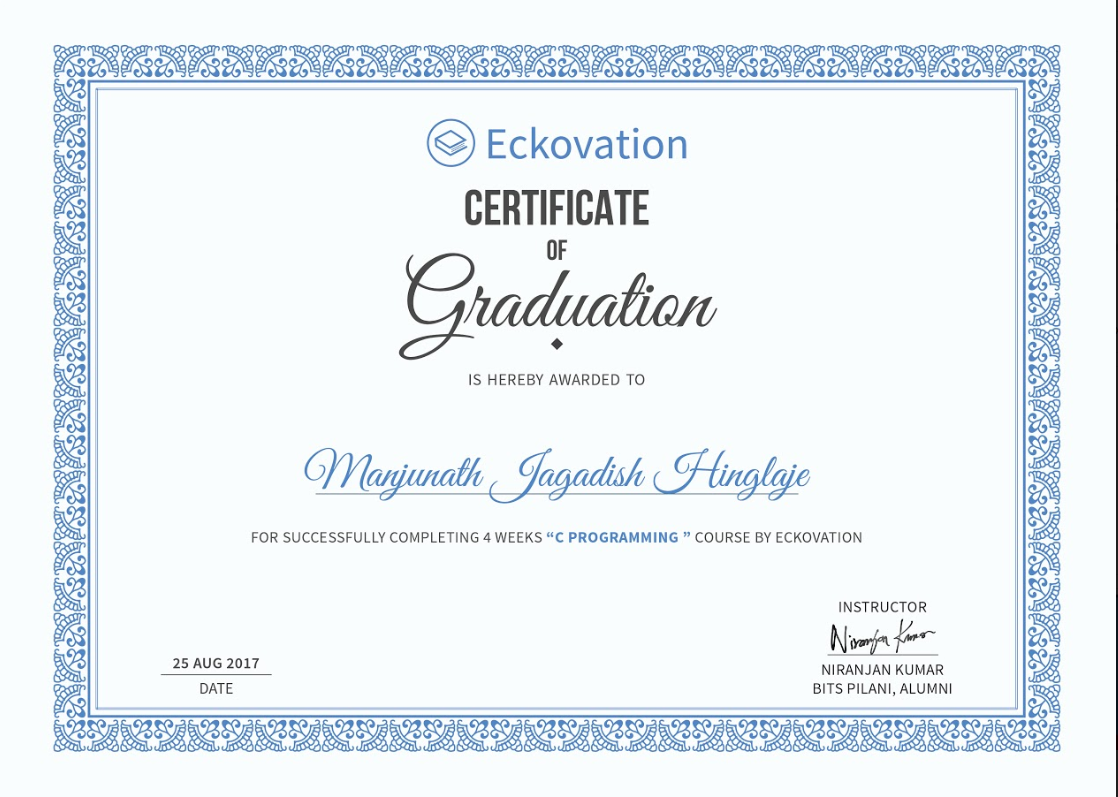 Eckovation
CERTIFICATE
OF
Graduation
IS HEREBY AWARDED TO
Manjunath Jagadish Hinglaje
FOR SUCCESSFULLY COMPLETING 4 WEEKS “C PROGRAMMING ” COURSE BY ECKOVATION
25 AUG 2017
DATE
INSTRUCTOR
Niranjan Kumar
NIRANJAN KUMAR
BITS PILANI, ALUMNI